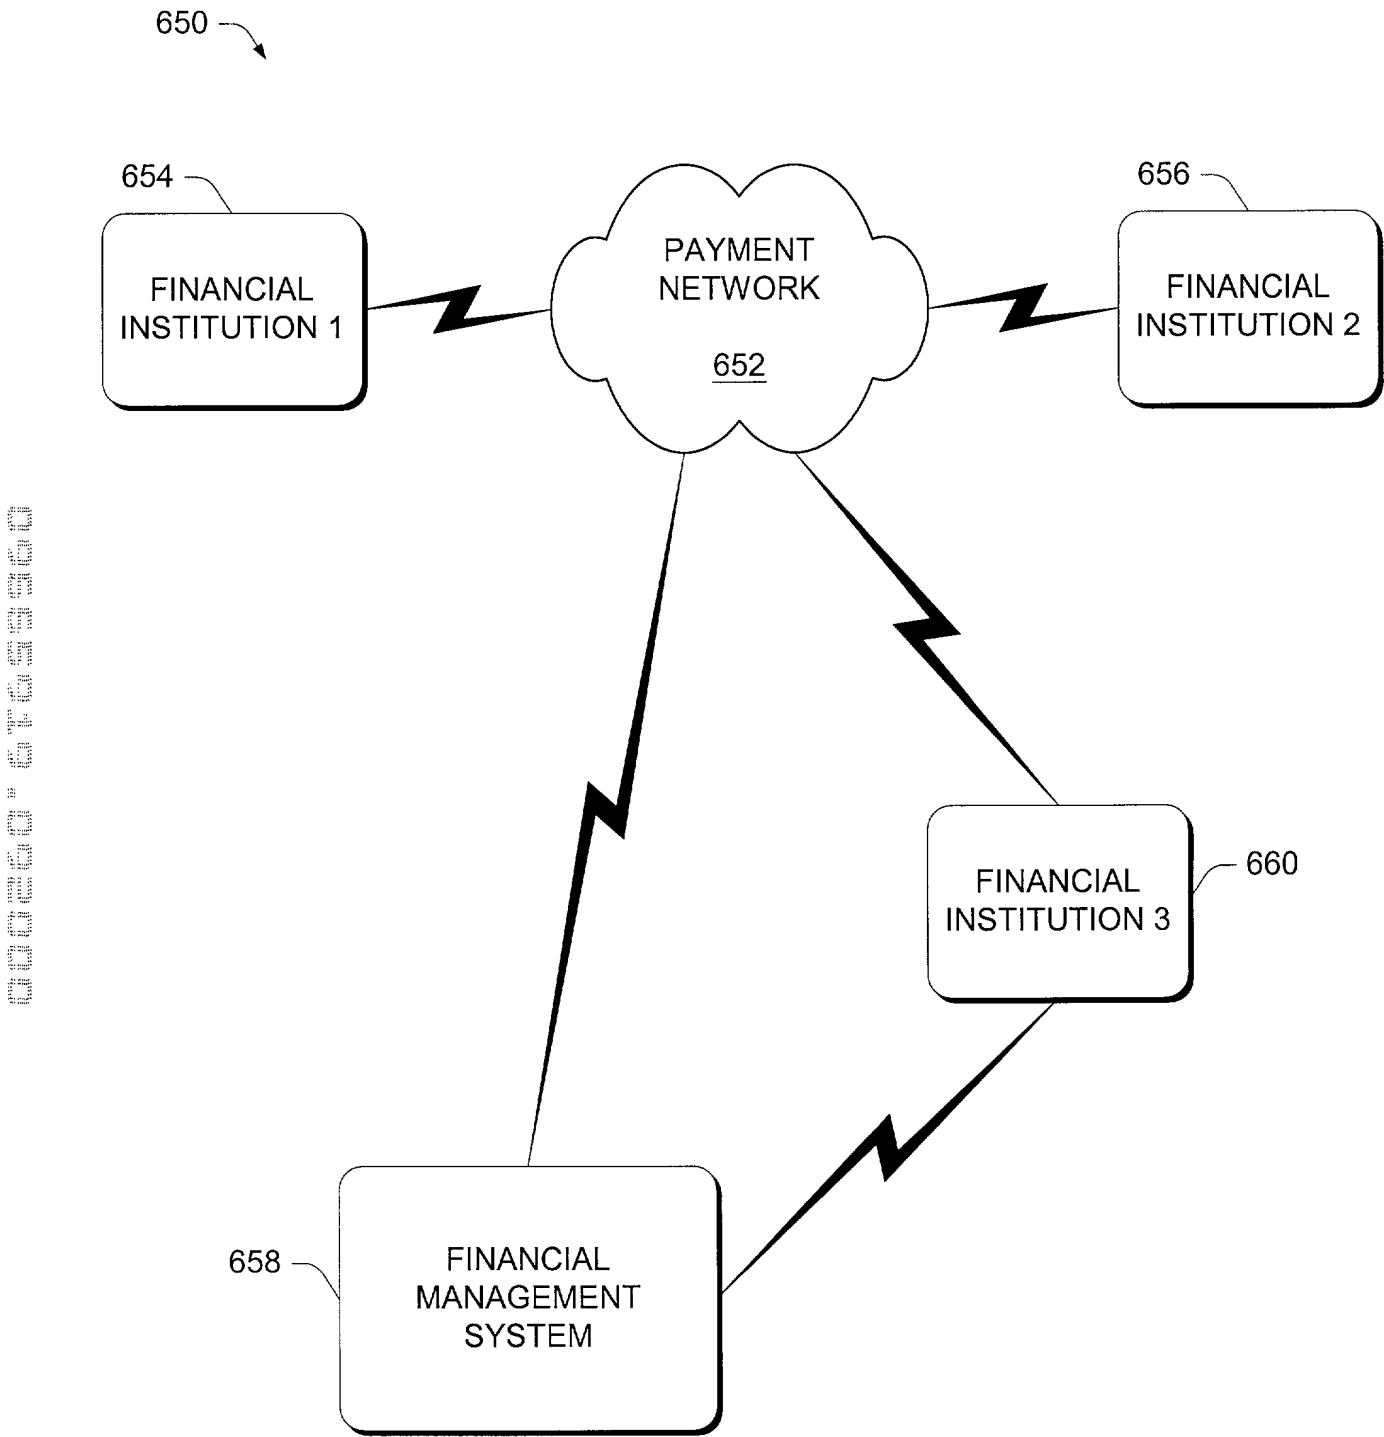 650
654
656
PAYMENT
NETWORK
652
FINANCIAL
INSTITUTION 1
FINANCIAL
INSTITUTION 2
660
FINANCIAL
INSTITUTION 3
658
FINANCIAL
MANAGEMENT
SYSTEM